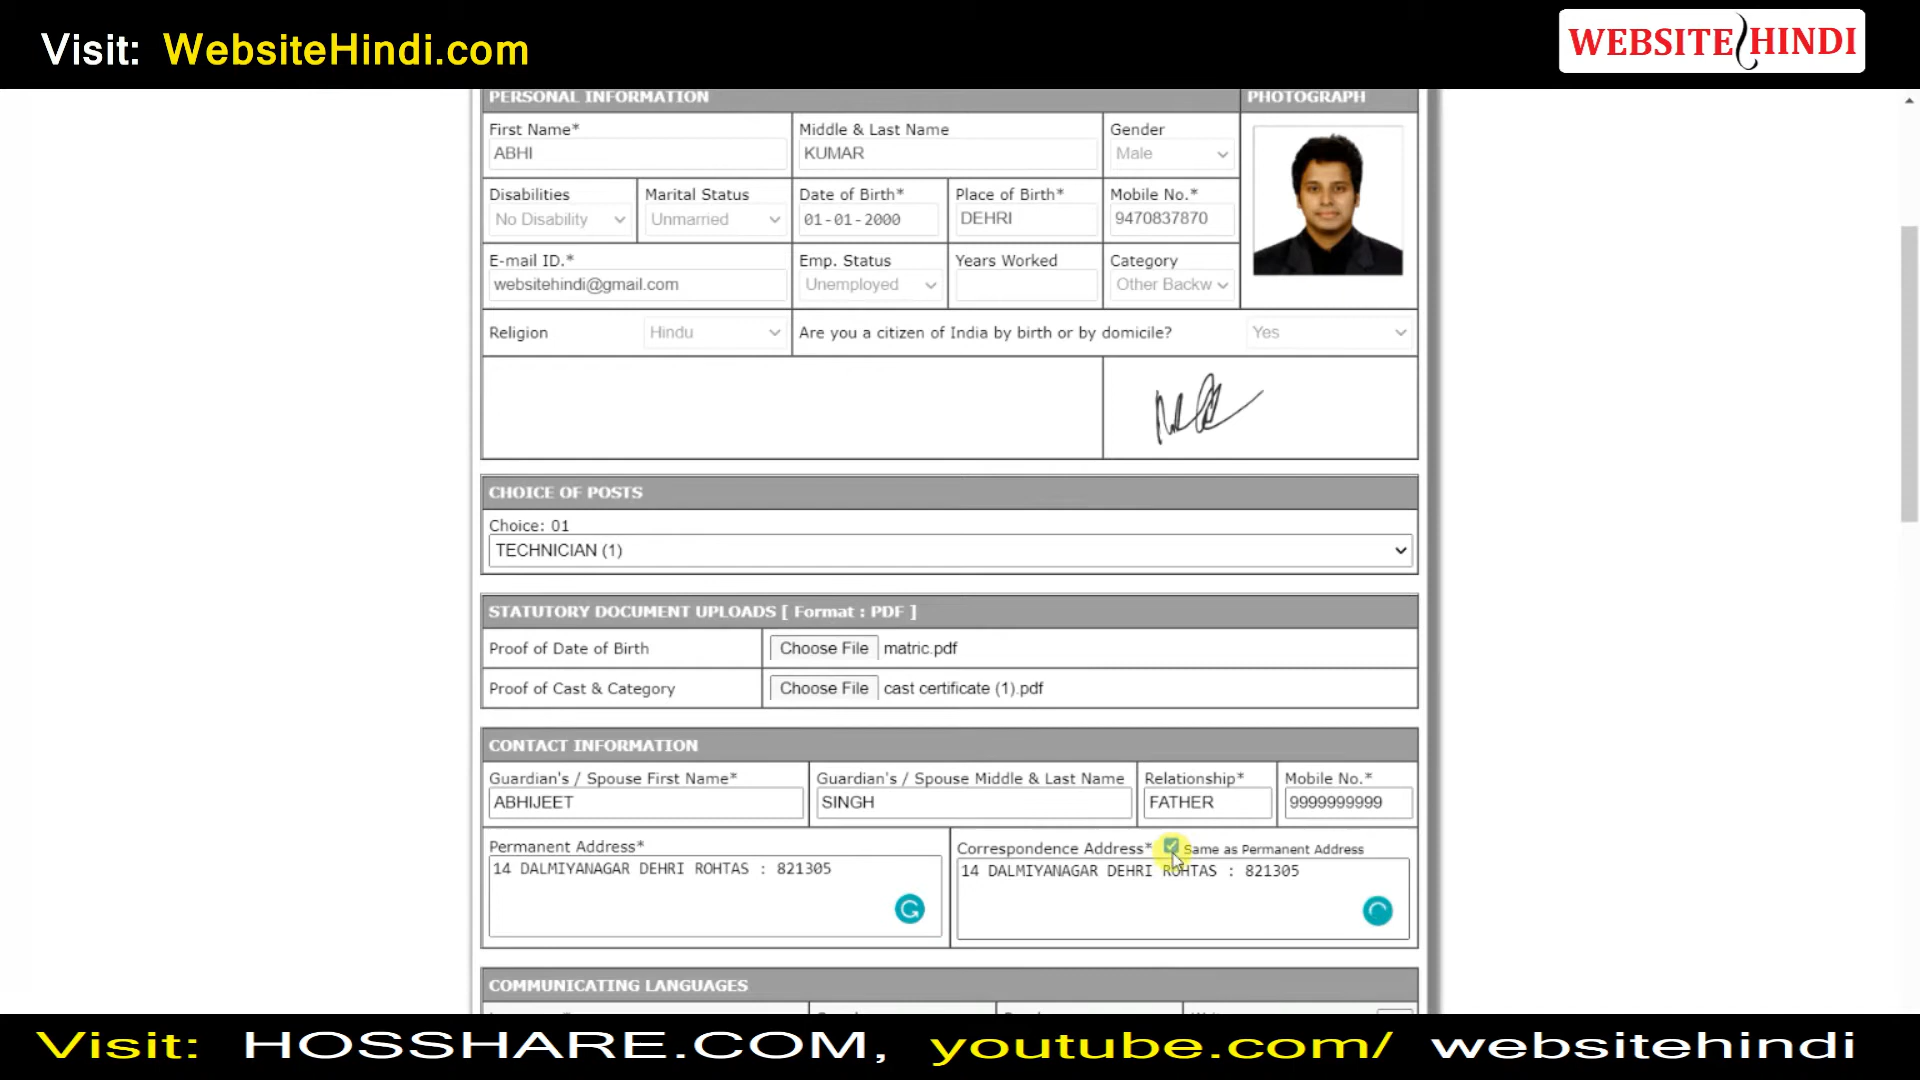 Visit: WebsiteHindi.com
WEBSITE HINDI
PERSONAL INFORMATION
PHOTOGRAPH
First Name*
Middle & Last Name
Gender
ABHI
KUMAR
Male
Disabilities
Marital Status
Date of Birth*
Place of Birth*
Mobile No.*
No Disability
Unmarried
01-01-2000
DEHRI
9470837870
E-mail ID.*
Emp. Status
Years Worked
Category
websitehindi@gmail.com
Unemployed
Other Backw
Religion
Hindu
Are you a citizen of India by birth or by domicile?
Yes
CHOICE OF POSTS
Choice: 01
TECHNICIAN (1)
STATUTORY DOCUMENT UPLOADS [ Format : PDF ]
Proof of Date of Birth
Choose File
matric.pdf
Proof of Cast & Category
Choose File
cast certificate (1).pdf
CONTACT INFORMATION
Guardian's / Spouse First Name*
Guardian's / Spouse Middle & Last Name
Relationship*
Mobile No.*
ABHIJEET
SINGH
FATHER
9999999999
Permanent Address*
Correspondence Address*
Same as Permanent Address
14 DALMIYANAGAR DEHRI ROHTAS : 821305
14 DALMIYANAGAR DEHRI ROHTAS : 821305
COMMUNICATING LANGUAGES
Visit: HOSSHARE.COM, youtube.com/ websitehindi